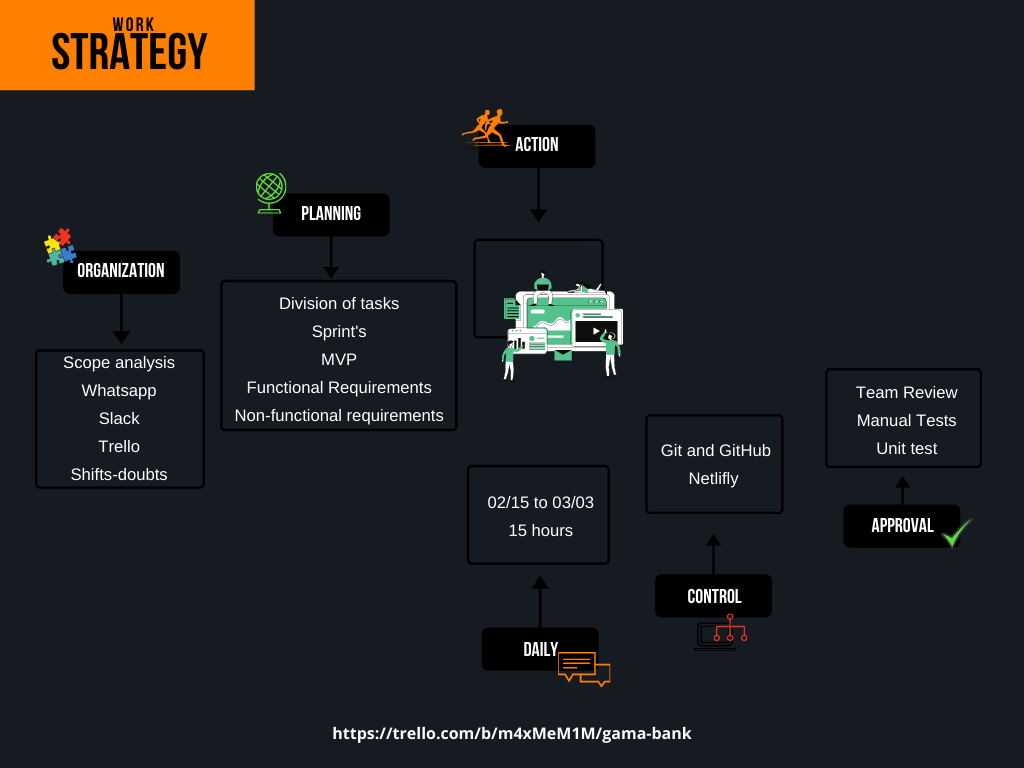 WORK
STRATEGY
ACTION
PLANNING
ORGANIZATION
Division of tasks
Sprint's
MVP
Functional Requirements
Non-functional requirements
Scope analysis
Whatsapp
Slack
Trello
Shifts-doubts
Team Review
Manual Tests
Unit test
Git and GitHub
Netlifly
02/15 to 03/03
15 hours
APPROVAL
CONTROL
DAILY
https://trello.com/b/m4xMeM1M/gama-bank